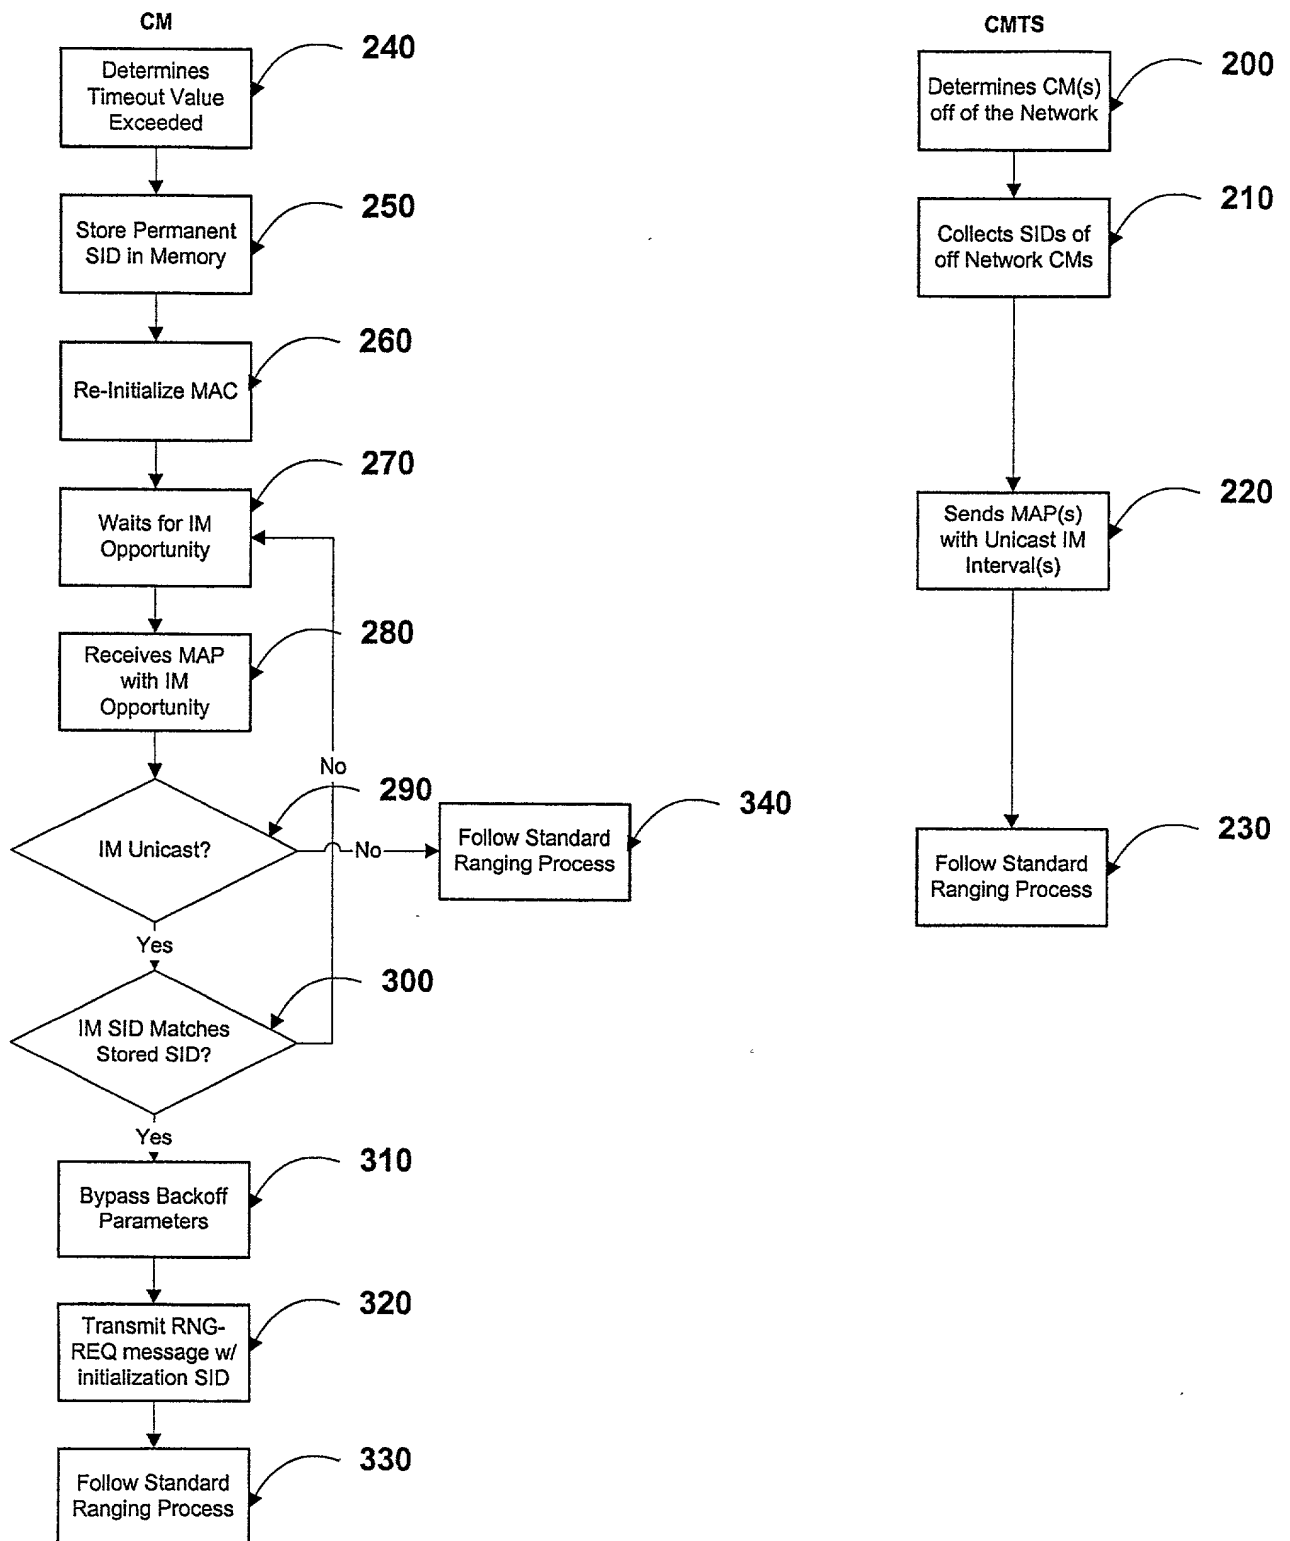 CM
Determines
Timeout Value
Exceeded
240
Store Permanent
SID in Memory
250
Re-Initialize MAC
260
Waits for IM
Opportunity
270
Receives MAP
with IM
Opportunity
280
No
IM Unicast?
290
No
Follow Standard
Ranging Process
340
Yes
IM SID Matches
Stored SID?
300
Yes
Bypass Backoff
Parameters
310
Transmit RNG-
REQ message w/
initialization SID
320
Follow Standard
Ranging Process
330
CMTS
Determines CM(s)
off of the Network
200
Collects SIDs of
off Network CMs
210
Sends MAP(s)
with Unicast IM
Interval(s)
220
Follow Standard
Ranging Process
230